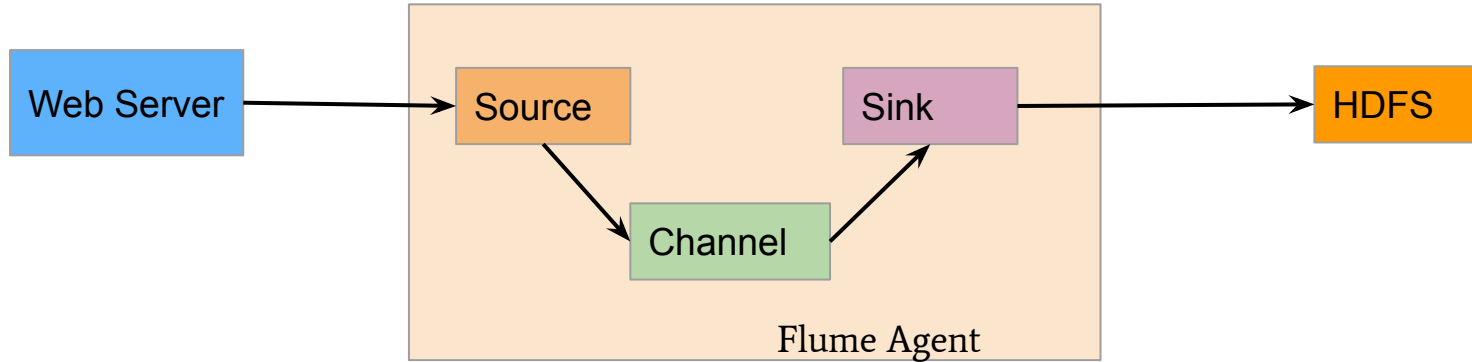 Web Server
Source
Sink
HDFS
Channel
Flume Agent